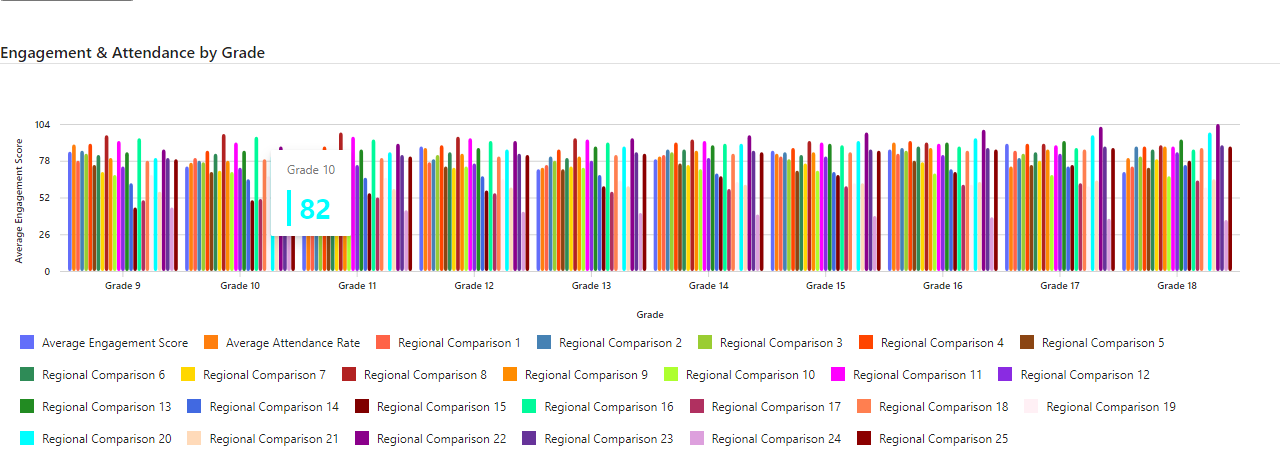 Engagement & Attendance by Grade
104
78
52
26
0
Average Engagement Score
Grade 10
82
Grade 9 Grade 10 Grade 11 Grade 12 Grade 13 Grade 14 Grade 15 Grade 16 Grade 17 Grade 18
Grade
Average Engagement Score Average Attendance Rate Regional Comparison 1 Regional Comparison 2 Regional Comparison 3 Regional Comparison 4 Regional Comparison 5
Regional Comparison 6 Regional Comparison 7 Regional Comparison 8 Regional Comparison 9 Regional Comparison 10 Regional Comparison 11 Regional Comparison 12
Regional Comparison 13 Regional Comparison 14 Regional Comparison 15 Regional Comparison 16 Regional Comparison 17 Regional Comparison 18 Regional Comparison 19
Regional Comparison 20 Regional Comparison 21 Regional Comparison 22 Regional Comparison 23 Regional Comparison 24 Regional Comparison 25